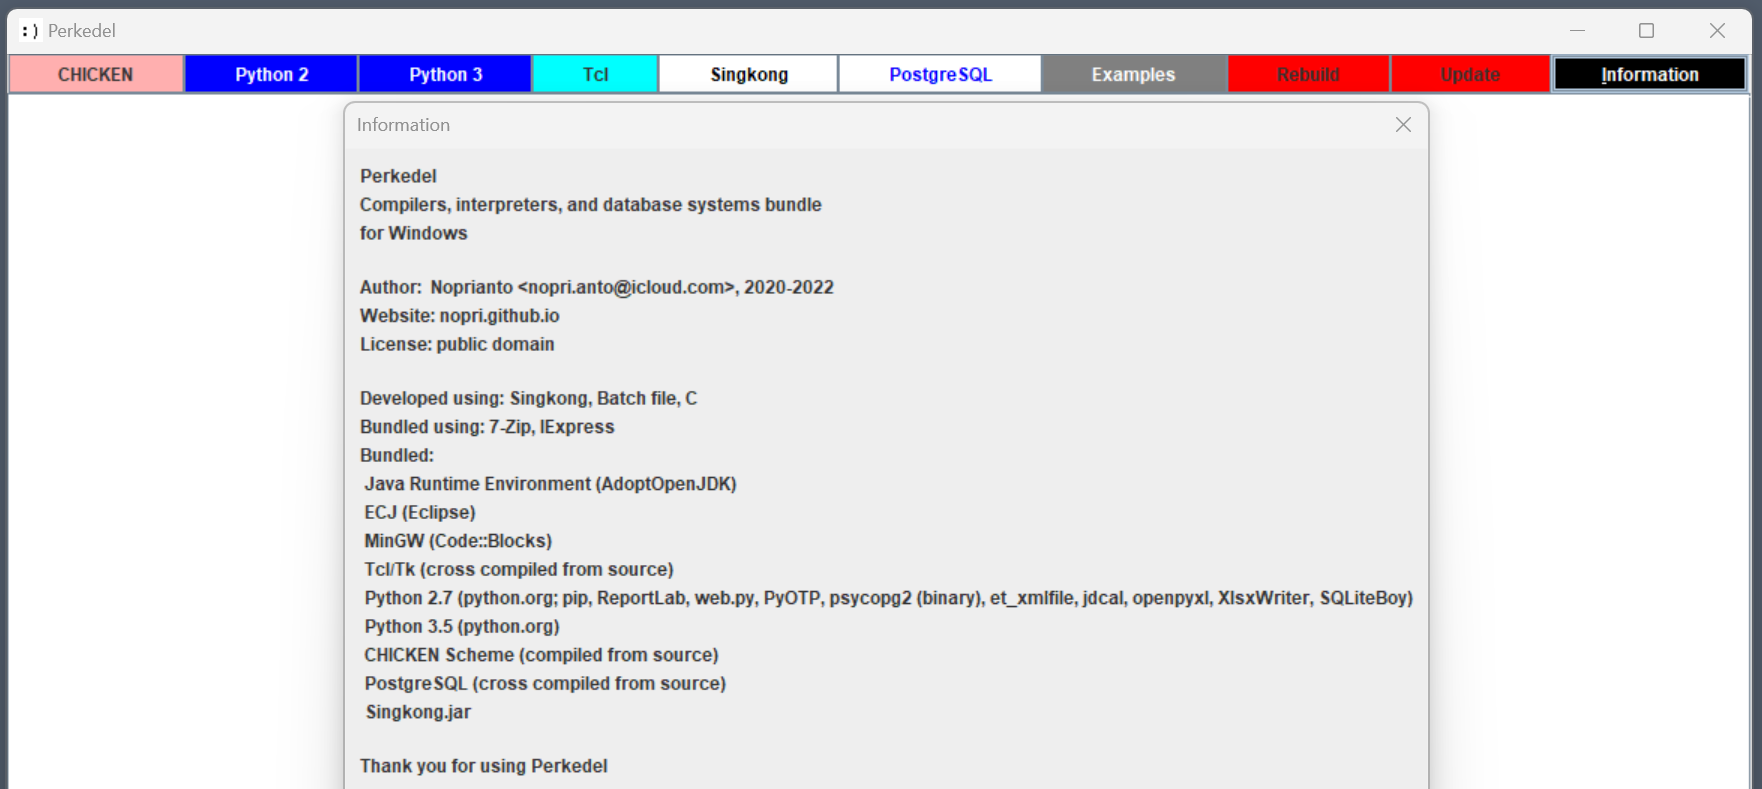 :) Perkedel
CHICKEN Python 2 Python 3 Tcl Singkong PostgreSQL Examples Rebuild Update Information
Information
Perkedel
Compilers, interpreters, and database systems bundle
for Windows
Author:  Noprianto <nopri.anto@icloud.com>, 2020-2022
Website: nopri.github.io
License: public domain
Developed using: Singkong, Batch file, C
Bundled using: 7-Zip, IExpress
Bundled:
Java Runtime Environment (AdoptOpenJDK)
ECJ (Eclipse)
MinGW (Code::Blocks)
Tcl/Tk (cross compiled from source)
Python 2.7 (python.org; pip, ReportLab, web.py, PyOTP, psycopg2 (binary), et_xmlfile, jdcal, openpyxl, XlsxWriter, SQLiteBoy)
Python 3.5 (python.org)
CHICKEN Scheme (compiled from source)
PostgreSQL (cross compiled from source)
Singkong.jar
Thank you for using Perkedel